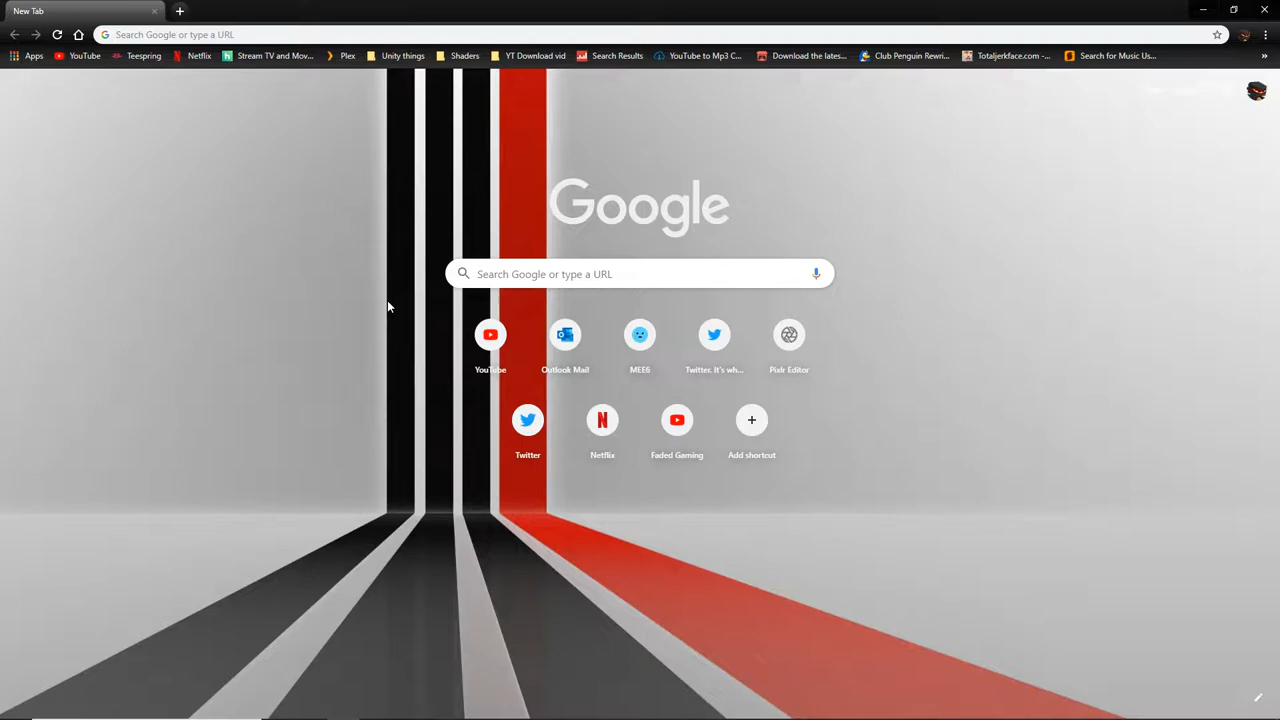 New Tab
Search Google or type a URL
Apps YouTube Teespring Netflix Stream TV and Mov... Plex Unity things Shaders YT Download vid Search Results YouTube to Mp3 C... Download the lates... Club Penguin Rewri... Totaljerkface.com -... Search for Music Us... »
Google
Search Google or type a URL
YouTube Outlook Mail MEE6 Twitter. It's wh... Pixlr Editor
Twitter Netflix Faded Gaming Add shortcut